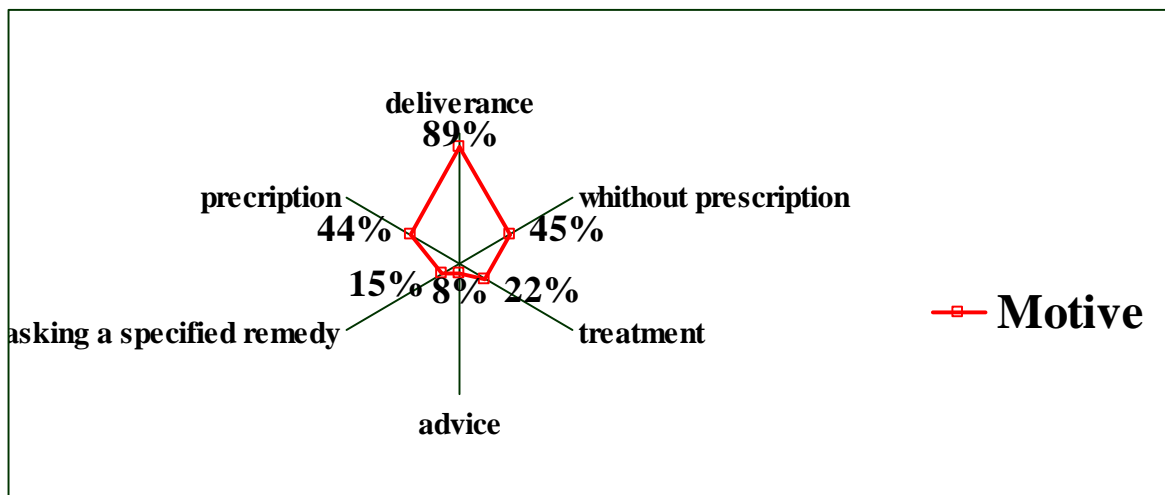 deliverance
89%
precription
whithout prescription
44%
45%
15%
8%
22%
asking a specified remedy
treatment
advice
Motive